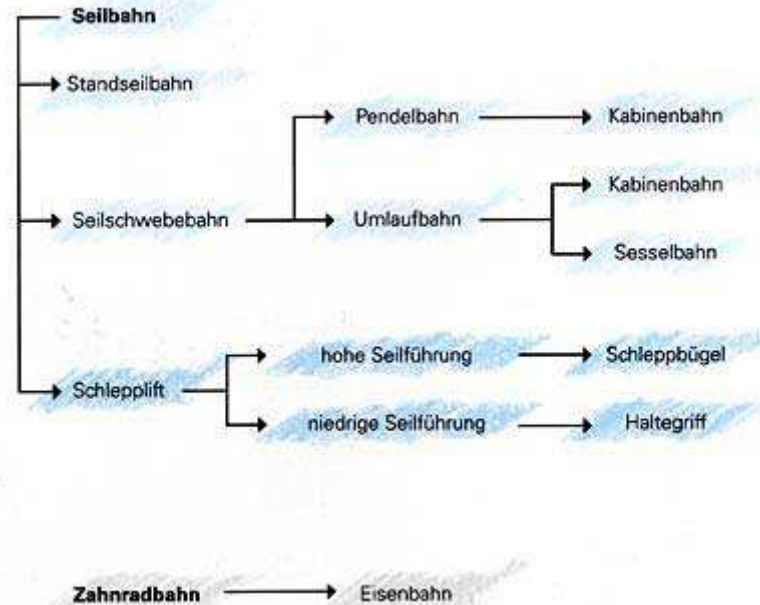 Seilbahn
Standseilbahn
Pendelbahn
Kabinenbahn
Kabinenbahn
Seilschwebebahn
Umlaufbahn
Sesselbahn
hohe Seilführung
Schleppbügel
Schlepplift
niedrige Seilführung
Haltegriff
Zahnradbahn
Eisenbahn